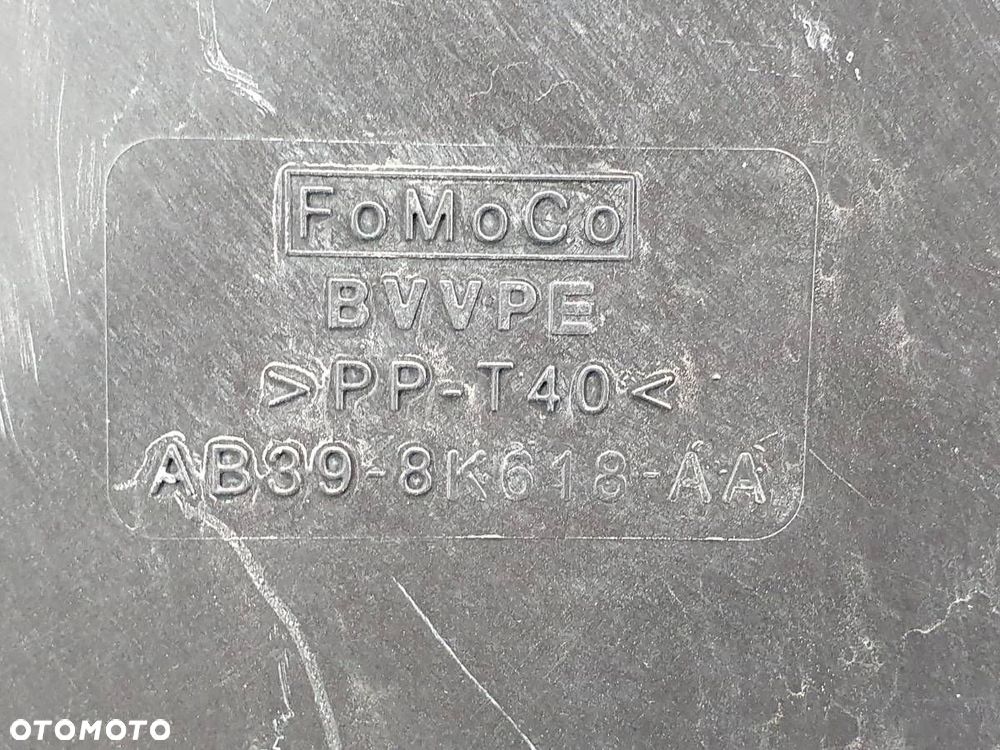 FoMoCo
BVVPE
>PP-T40<
AB39-8K618-AA
OTOMOTO